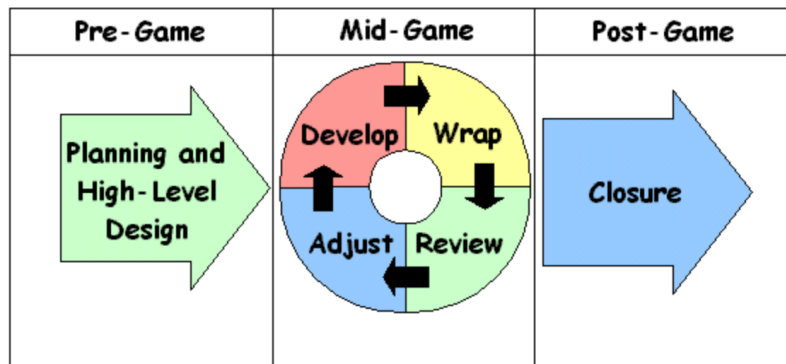 Pre-Game
Mid-Game
Post-Game
Planning and
High-Level
Design
Develop
Wrap
Adjust
Review
Closure